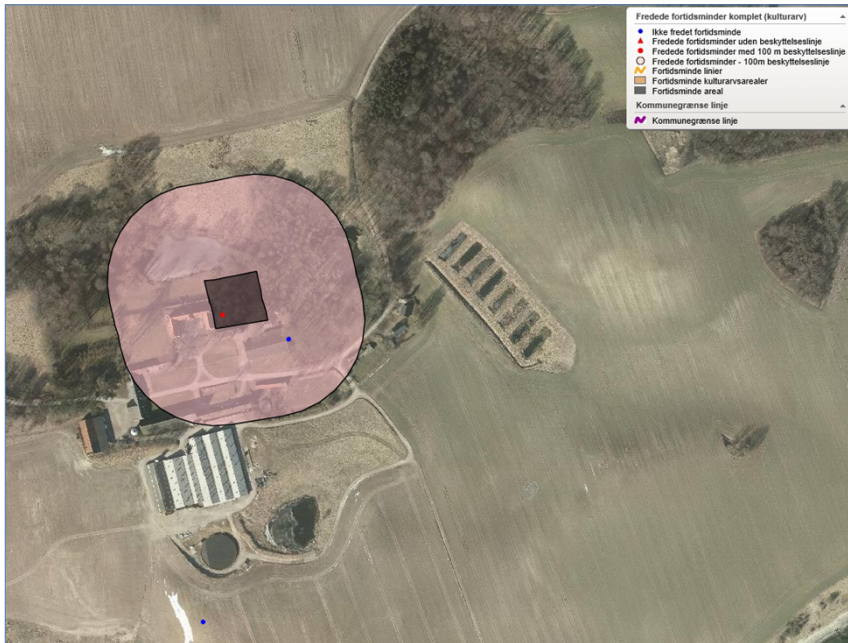 Fredede fortidsminder komplet (kulturarv)
Ikke fredet fortidsminde
Fredede fortidsminder uden beskyttelseslinje
Fredede fortidsminder med 100 m beskyttelseslinje
Fredede fortidsminder - 100m beskyttelseslinje
Fortidsminde linier
Fortidsminde kulturarvsarealer
Fortidsminde areal
Kommunegrænse linje
Kommunegrænse linje